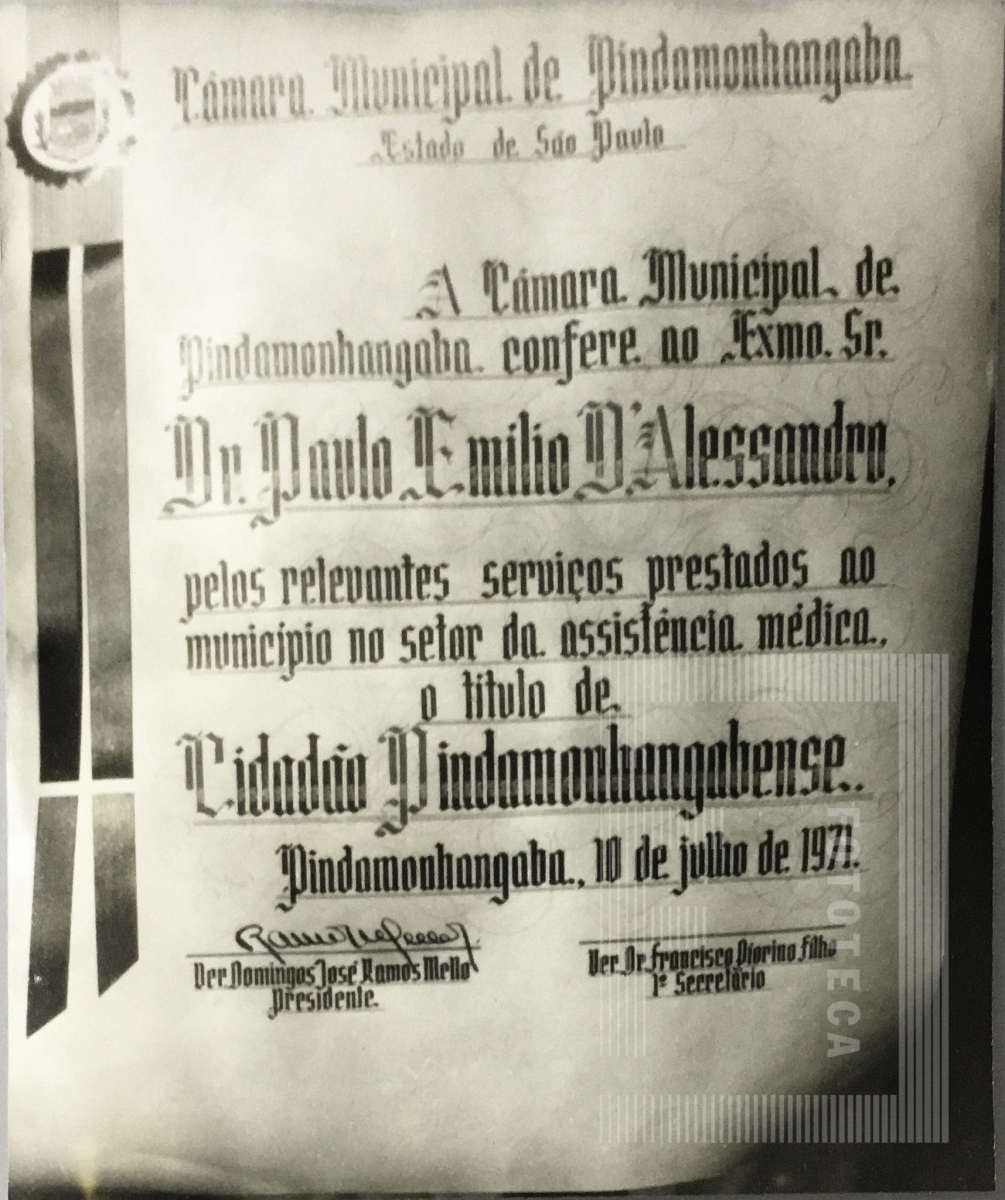 Câmara Municipal de Pindamonhangaba
Estado de São Paulo
A Câmara Municipal de
Pindamonhangaba confere ao Exmo. Sr.
Dr. Paulo Emílio D'Alessandro,
pelos relevantes serviços prestados ao
município no setor da assistência médica,
o título de
Cidadão Pindamonhangabense.
Pindamonhangaba, 10 de julho de 1971.
Ver. Domingos José Ramos Mello
Presidente
Ver. Dr. Francisco Piorino Filho
1º Secretário
FOTOTECA